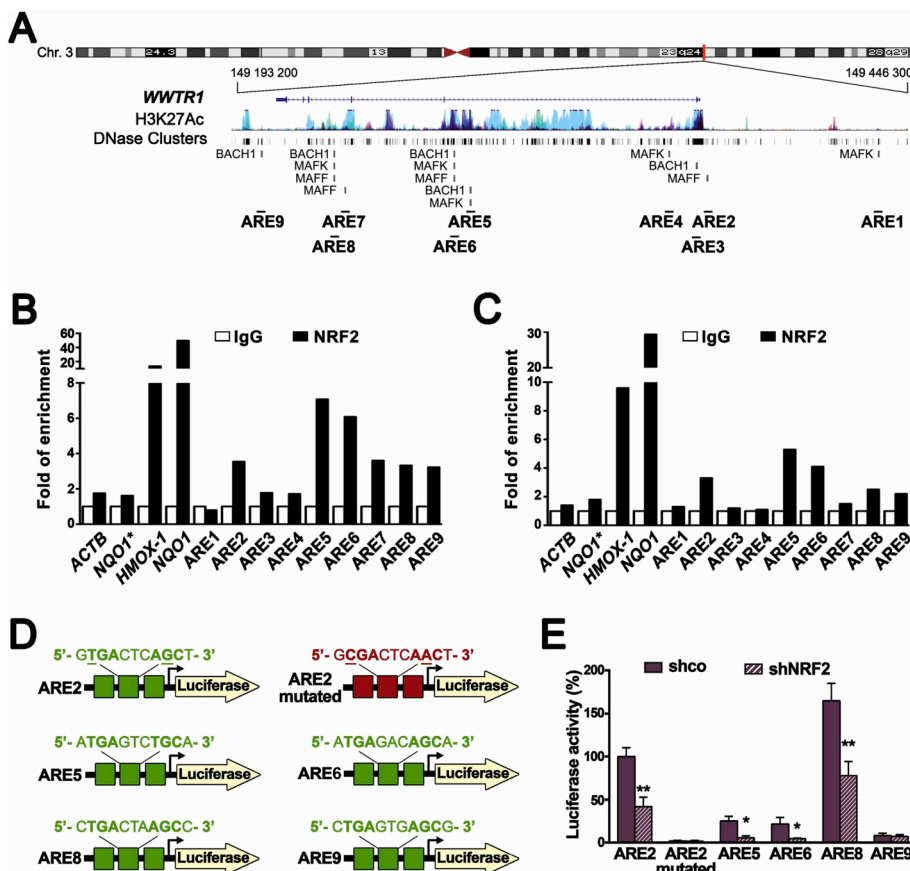 A
Chr. 3
24.3
13
23
q24
28
q29
149 193 200
149 446 300
WWTR1
H3K27Ac
DNase Clusters
BACH1 BACH1 BACH1 MAFK MAFK
MAFK MAFK BACH1
MAFF MAFF MAFF
MAFF BACH1
MAFK
ARE9 ARE7 ARE5 ARE4 ARE2 ARE1
ARE8 ARE6 ARE3
B
IgG NRF2
Fold of enrichment
60
40
20
8
6
4
2
0
ACTB NQO1* HMOX-1 NQO1 ARE1 ARE2 ARE3 ARE4 ARE5 ARE6 ARE7 ARE8 ARE9
C
IgG NRF2
Fold of enrichment
30
20
10
8
6
4
2
0
ACTB NQO1* HMOX-1 NQO1 ARE1 ARE2 ARE3 ARE4 ARE5 ARE6 ARE7 ARE8 ARE9
D
5'- GTGACTCAGCT- 3'
ARE2 Luciferase
5'- GCGACTCAACT- 3'
ARE2
mutated Luciferase
5'- ATGAGTCTGCA- 3'
ARE5 Luciferase
5'- ATGAGACAGCA- 3'
ARE6 Luciferase
5'- CTGACTAAGCC- 3'
ARE8 Luciferase
5'- CTGAGTGAGCG- 3'
ARE9 Luciferase
E
shco shNRF2
Luciferase activity (%)
200
150
100
50
0
** * * **
ARE2 ARE2 ARE5 ARE6 ARE8 ARE9
mutated